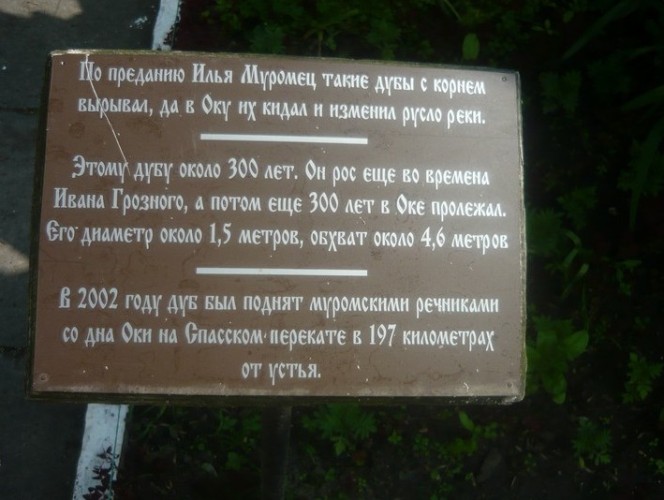 По преданию Илья Муромец такие дубы с корнем
вырывал, да в Оку их кидал и изменил русло реки.
Этому дубу около 300 лет. Он рос еще во времена
Ивана Грозного, а потом еще 300 лет в Оке пролежал.
Его диаметр около 1,5 метров, обхват около 4,6 метров
В 2002 году дуб был поднят муромскими речниками
со дна Оки на Спасском перекате в 197 километрах
от устья.